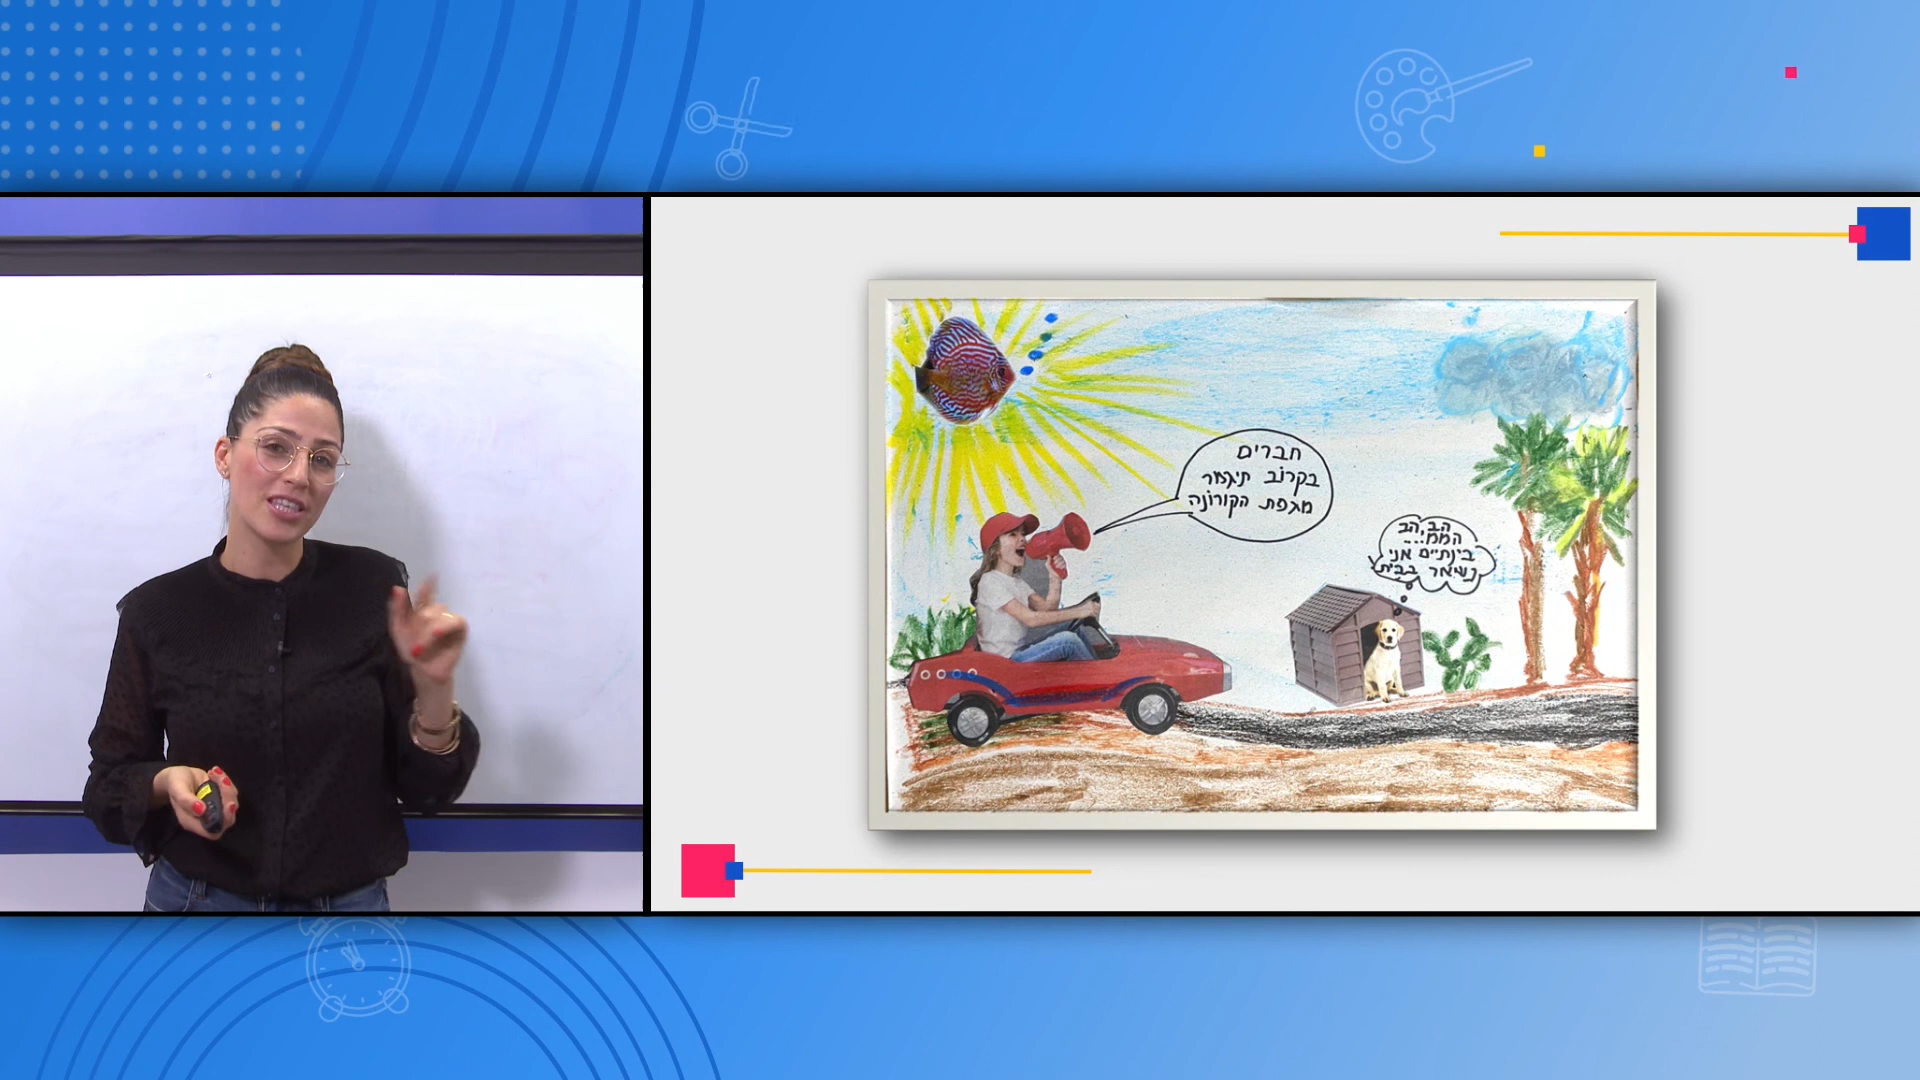 חברים
בקרוב תיגמר
מגפת הקורונה
הב,הב
הממ...
בינתיים אני
נשאר בבית